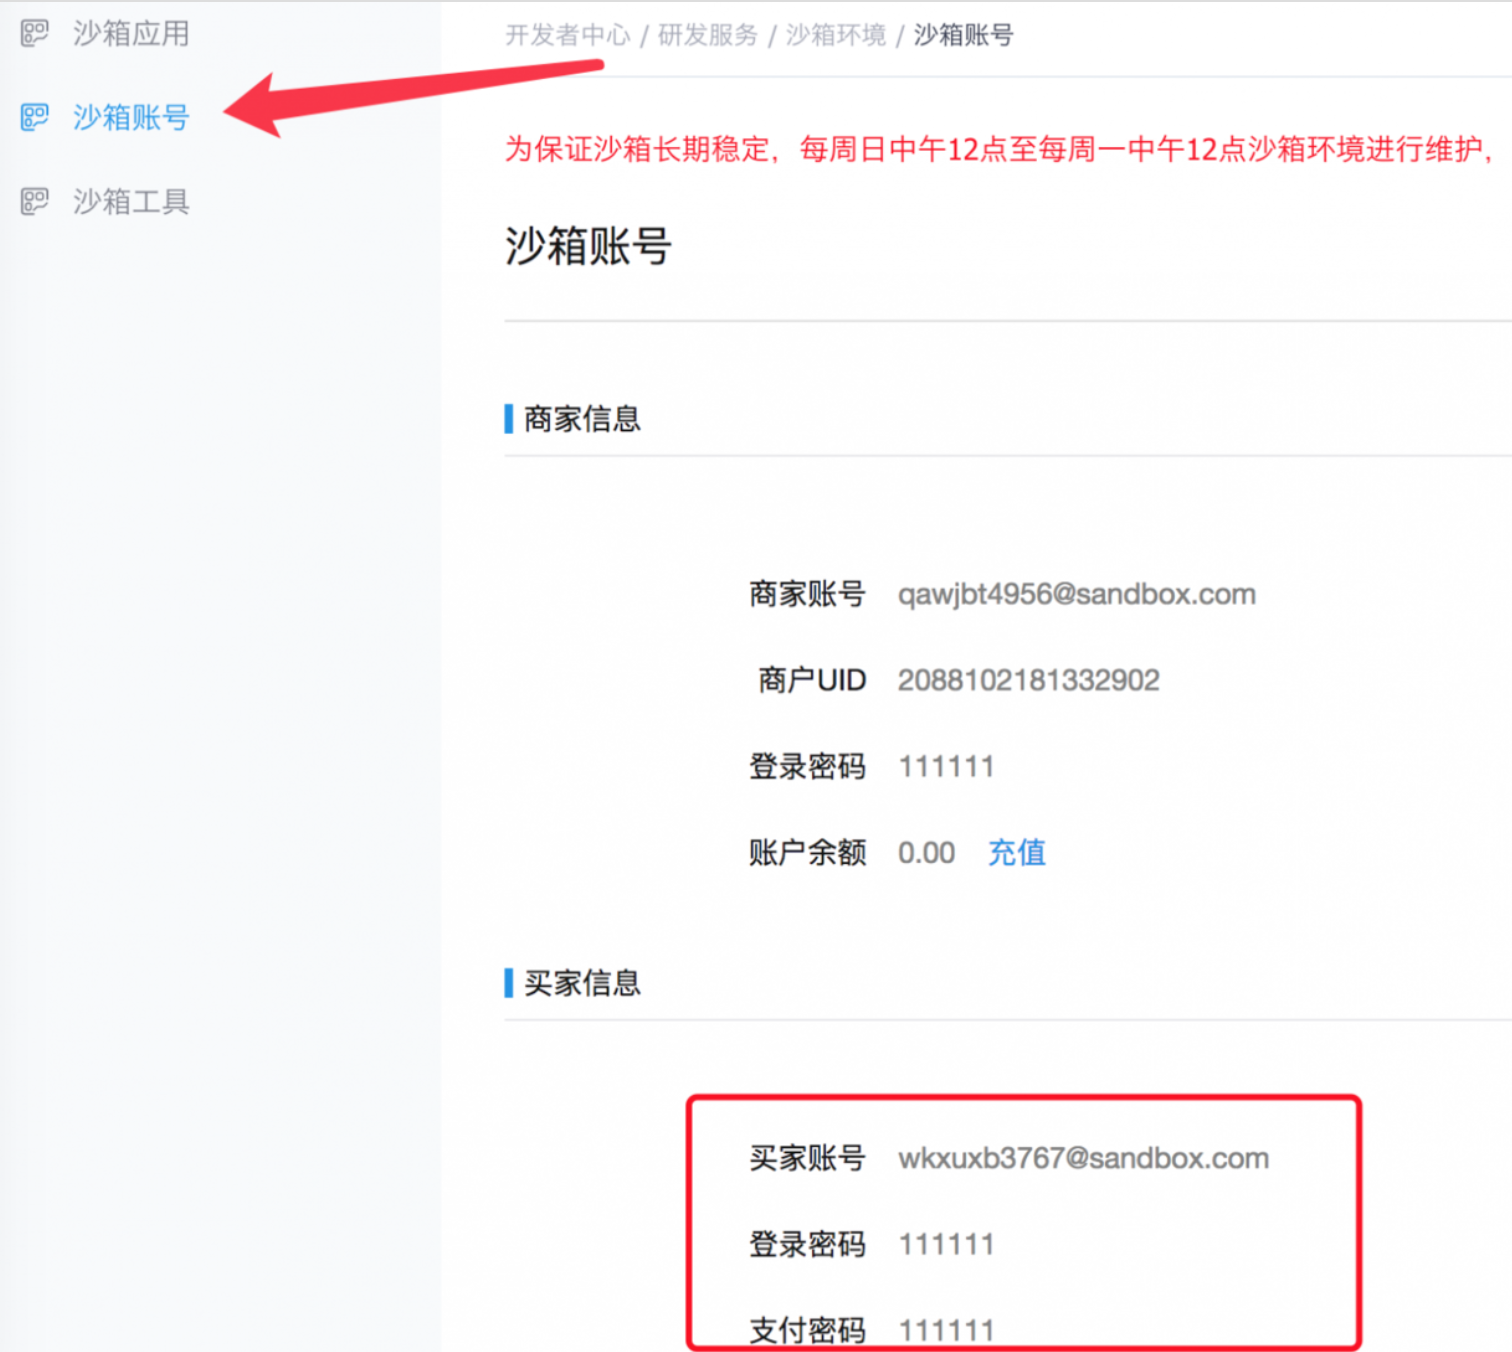 沙箱应用
沙箱账号
沙箱工具
开发者中心 / 研发服务 / 沙箱环境 / 沙箱账号
为保证沙箱长期稳定，每周日中午12点至每周一中午12点沙箱环境进行维护，
沙箱账号
商家信息
商家账号 qawjbt4956@sandbox.com
商户UID 2088102181332902
登录密码 111111
账户余额 0.00 充值
买家信息
买家账号 wkxuxb3767@sandbox.com
登录密码 111111
支付密码 111111